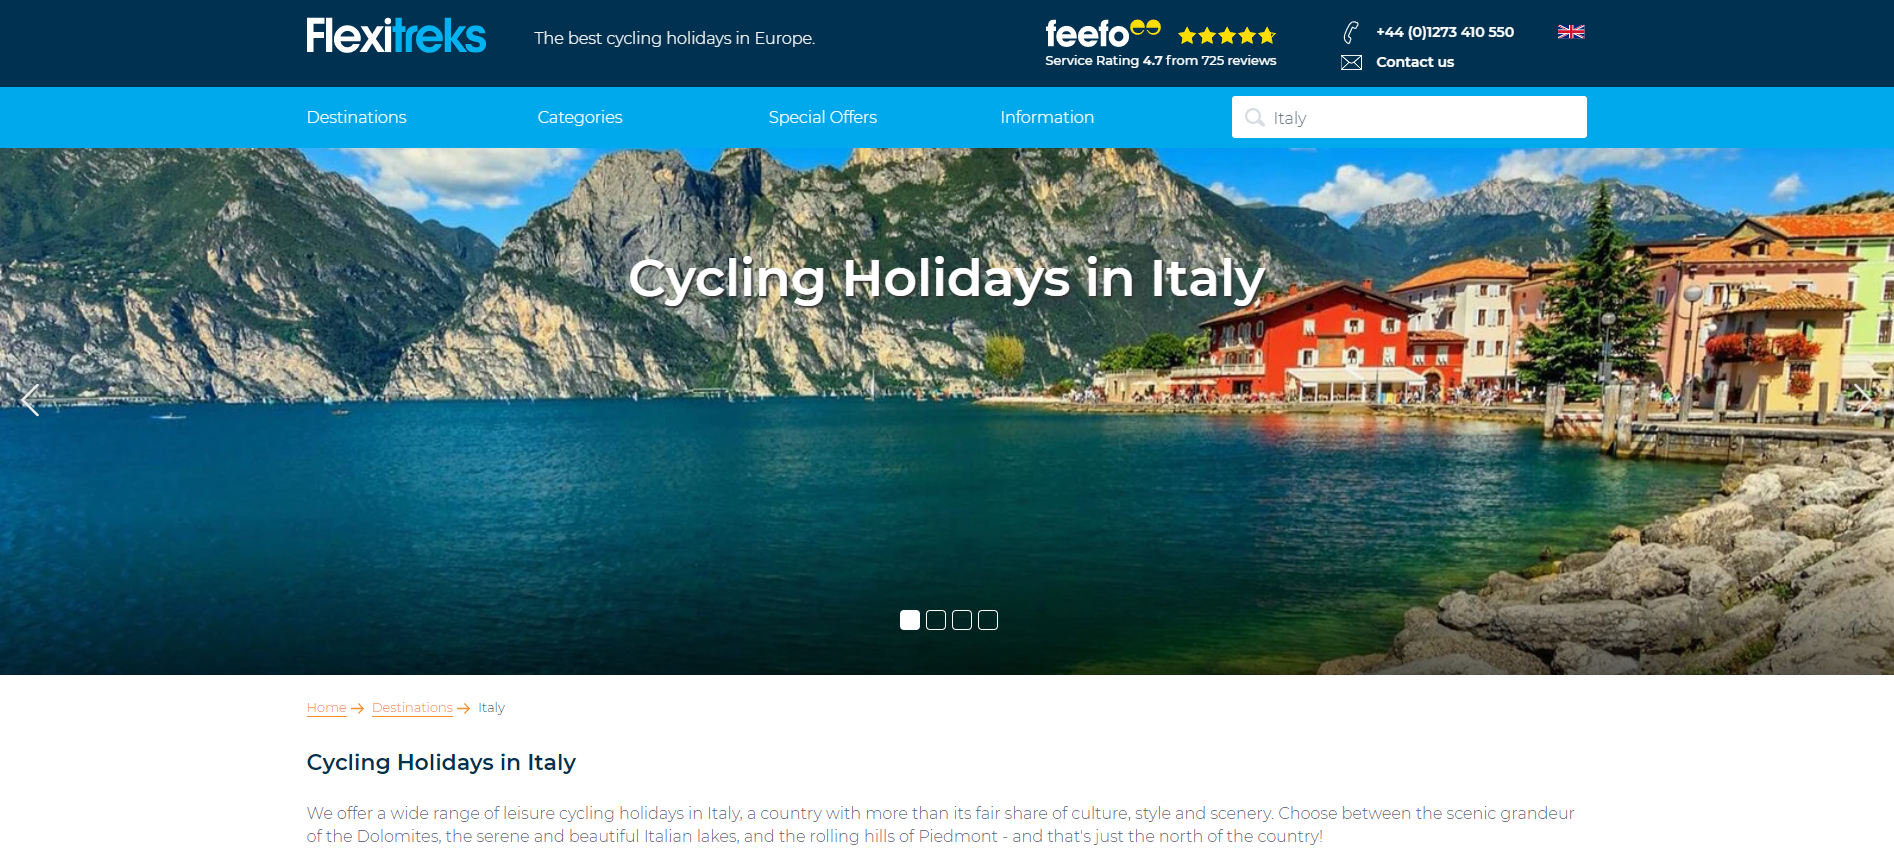 Flexitreks
The best cycling holidays in Europe.
feefo
Service Rating 4.7 from 725 reviews
+44 (0)1273 410 550
Contact us
Destinations
Categories
Special Offers
Information
Italy
Cycling Holidays in Italy
Home
Destinations
Italy
Cycling Holidays in Italy
We offer a wide range of leisure cycling holidays in Italy, a country with more than its fair share of culture, style and scenery. Choose between the scenic grandeur
of the Dolomites, the serene and beautiful Italian lakes, and the rolling hills of Piedmont - and that's just the north of the country!